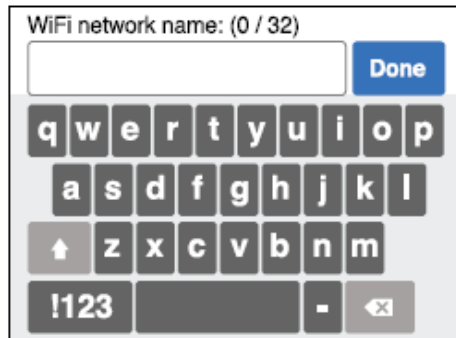 WiFi network name: (0 / 32)
Done
q w e r t y u i o p
a s d f g h j k l
z x c v b n m
!123 -